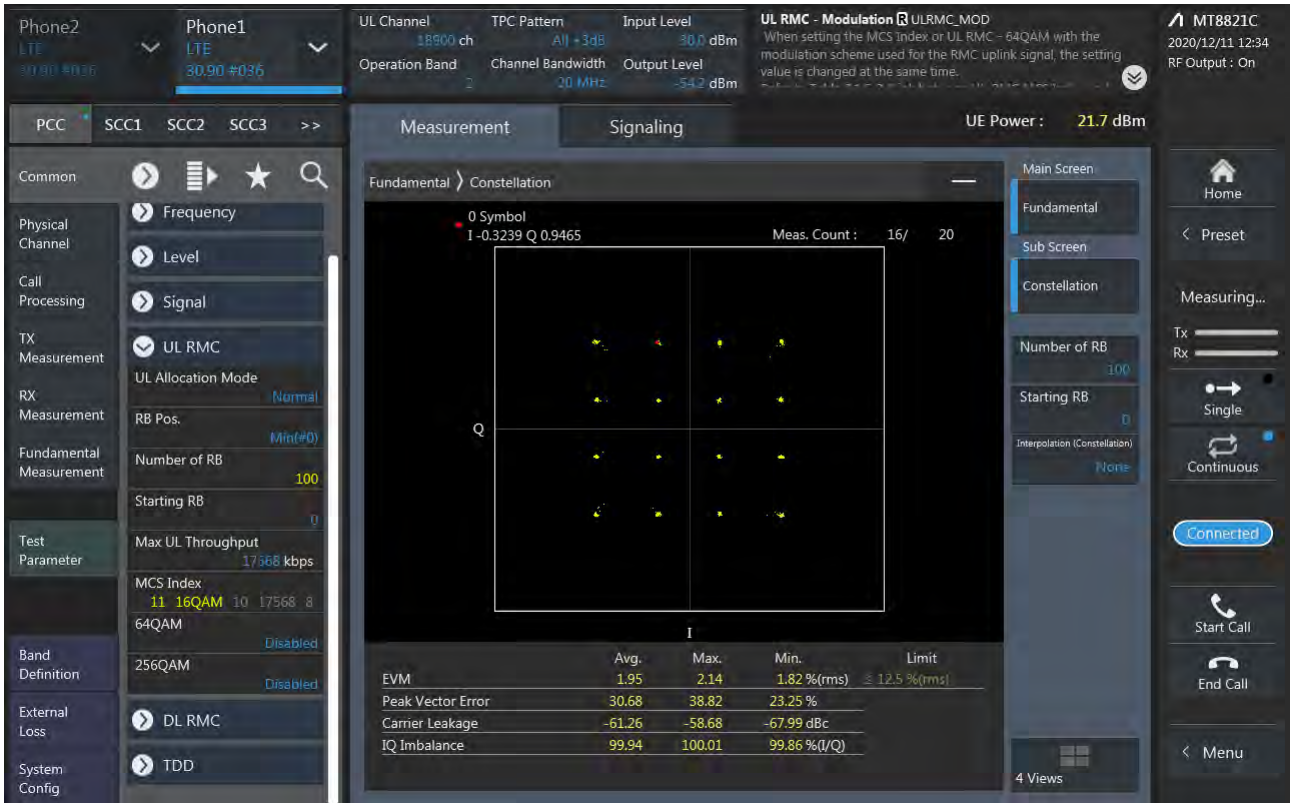 Phone2
LTE
30.90 #036
Phone1
LTE
30.90 #036
UL Channel
18900 ch
TPC Pattern
All +3dB
Input Level
30.0 dBm
Operation Band
2
Channel Bandwidth
20 MHz
Output Level
-54.2 dBm
UL RMC - Modulation R ULRMC_MOD
When setting the MCS Index or UL RMC - 64QAM with the
modulation scheme used for the RMC uplink signal, the setting
value is changed at the same time.
MT8821C
2020/12/11 12:34
RF Output : On
PCC SCC1 SCC2 SCC3 >>
Measurement
Signaling
UE Power : 21.7 dBm
Common
Physical
Channel
Call
Processing
TX
Measurement
RX
Measurement
Fundamental
Measurement
Test
Parameter
Band
Definition
External
Loss
System
Config
Frequency
Level
Signal
UL RMC
UL Allocation Mode
Normal
RB Pos.
Min(#0)
Number of RB
100
Starting RB
0
Max UL Throughput
17568 kbps
MCS Index
11 16QAM 10 17568 8
64QAM
Disabled
256QAM
Disabled
DL RMC
TDD
Fundamental 〉 Constellation
0 Symbol
I -0.3239 Q 0.9465
Meas. Count : 16/ 20
Q
I
Avg. Max. Min. Limit
EVM 1.95 2.14 1.82 %(rms) ≤ 12.5 %(rms)
Peak Vector Error 30.68 38.82 23.25 %
Carrier Leakage -61.26 -58.68 -67.99 dBc
IQ Imbalance 99.94 100.01 99.86 %(I/Q)
Main Screen
Fundamental
Sub Screen
Constellation
Number of RB
100
Starting RB
0
Interpolation (Constellation)
None
4 Views
Home
< Preset
Measuring...
Tx
Rx
Single
Continuous
Connected
Start Call
End Call
< Menu